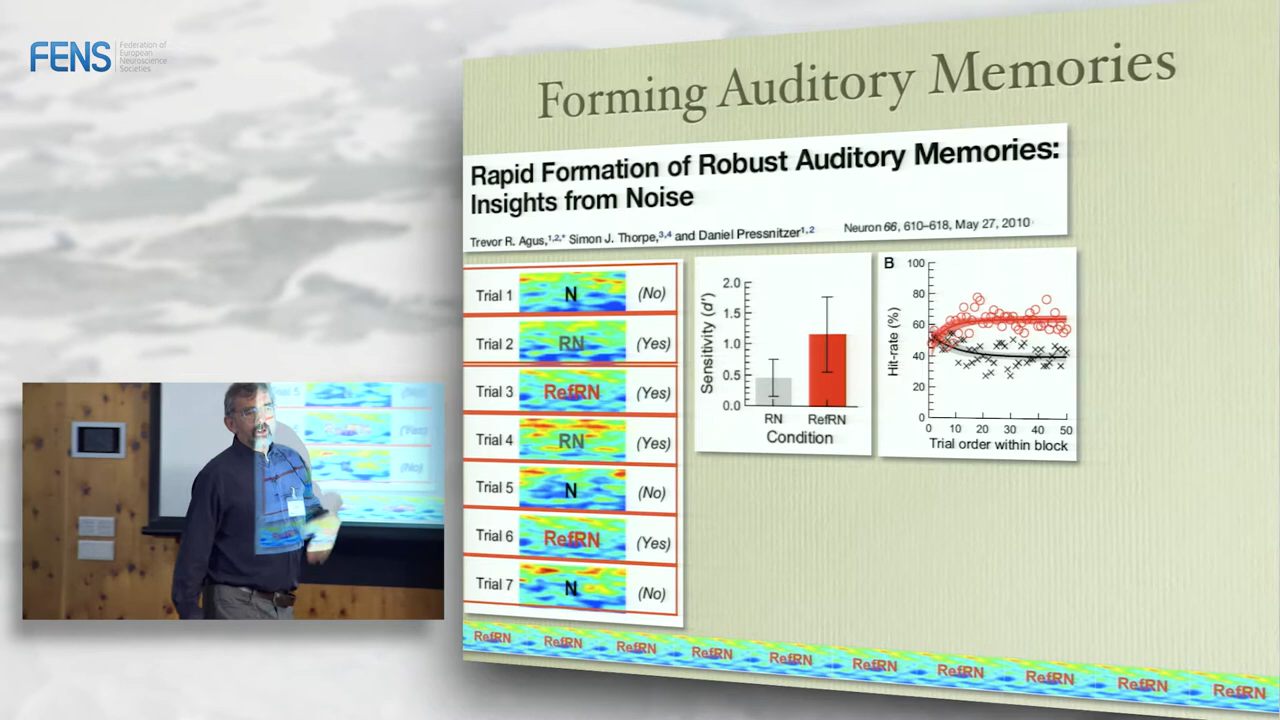 FENS
Federation of
European
Neuroscience
Societies
Forming Auditory Memories
Rapid Formation of Robust Auditory Memories:
Insights from Noise
Trevor R. Agus,1,2,* Simon J. Thorpe,3,4 and Daniel Pressnitzer1,2 Neuron 66, 610–618, May 27, 2010
Trial 1 N (No)
Trial 2 RN (Yes)
Trial 3 RefRN (Yes)
Trial 4 RN (Yes)
Trial 5 N (No)
Trial 6 RefRN (Yes)
Trial 7 N (No)
Sensitivity (d')
2.0
1.5
1.0
0.5
0.0
RN RefRN
Condition
B
Hit-rate (%)
100
80
60
40
20
0
0 10 20 30 40 50
Trial order within block
RefRN RefRN RefRN RefRN RefRN RefRN RefRN RefRN RefRN RefRN